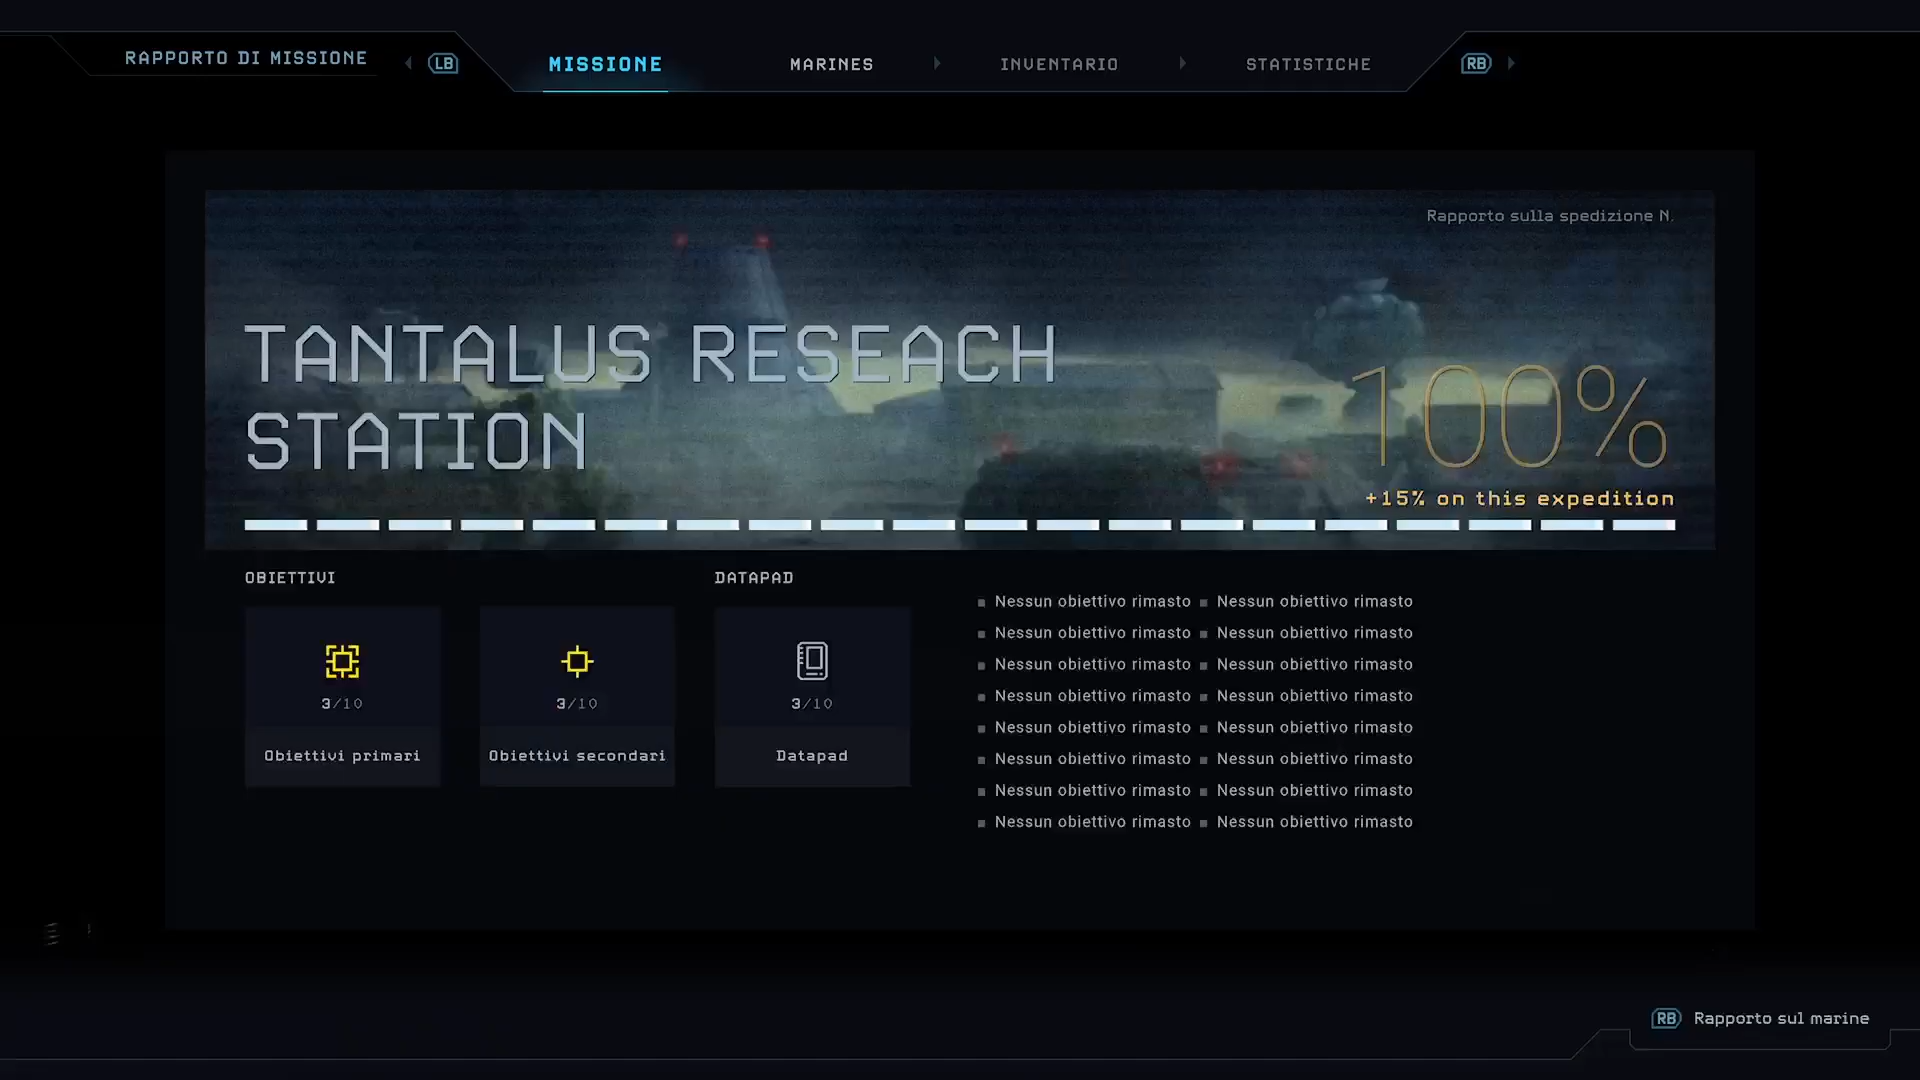 RAPPORTO DI MISSIONE
LB
MISSIONE
MARINES
INVENTARIO
STATISTICHE
RB
Rapporto sulla spedizione N.
TANTALUS RESEACH
STATION
100%
+15% on this expedition
OBIETTIVI
DATAPAD
3/10
Obiettivi primari
3/10
Obiettivi secondari
3/10
Datapad
Nessun obiettivo rimasto Nessun obiettivo rimasto
Nessun obiettivo rimasto Nessun obiettivo rimasto
Nessun obiettivo rimasto Nessun obiettivo rimasto
Nessun obiettivo rimasto Nessun obiettivo rimasto
Nessun obiettivo rimasto Nessun obiettivo rimasto
Nessun obiettivo rimasto Nessun obiettivo rimasto
Nessun obiettivo rimasto Nessun obiettivo rimasto
Nessun obiettivo rimasto Nessun obiettivo rimasto
RB Rapporto sul marine